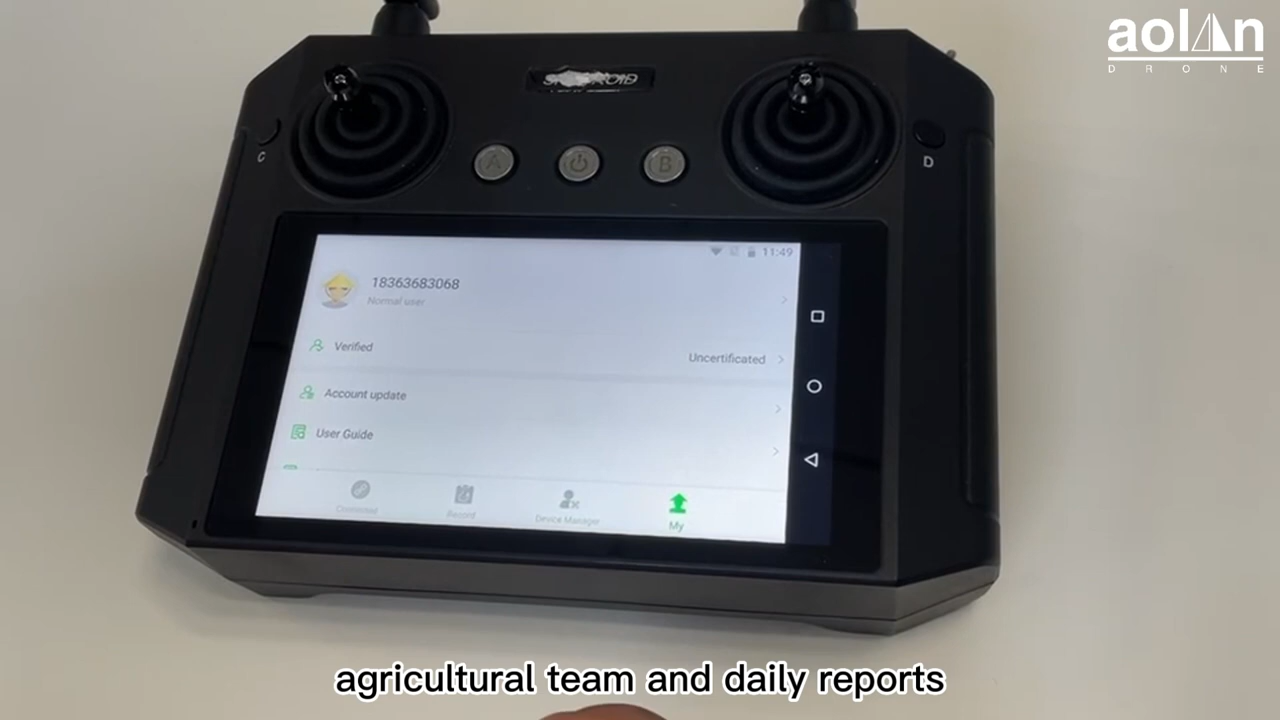 aolan
DRONE
C
A
B
D
11:49
18363683068
Normal user
Verified
Uncertificated
Account update
User Guide
Connected
Record
Device Manager
My
agricultural team and daily reports